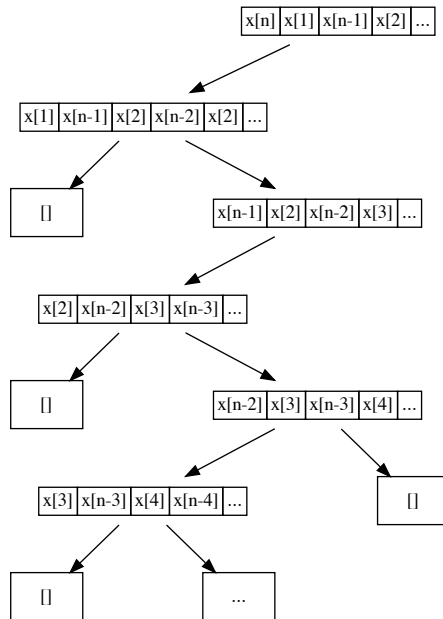 x[n] x[1] x[n-1] x[2] ...
x[1] x[n-1] x[2] x[n-2] x[2] ...
[]
x[n-1] x[2] x[n-2] x[3] ...
x[2] x[n-2] x[3] x[n-3] ...
[]
x[n-2] x[3] x[n-3] x[4] ...
x[3] x[n-3] x[4] x[n-4] ...
[]
[]
...